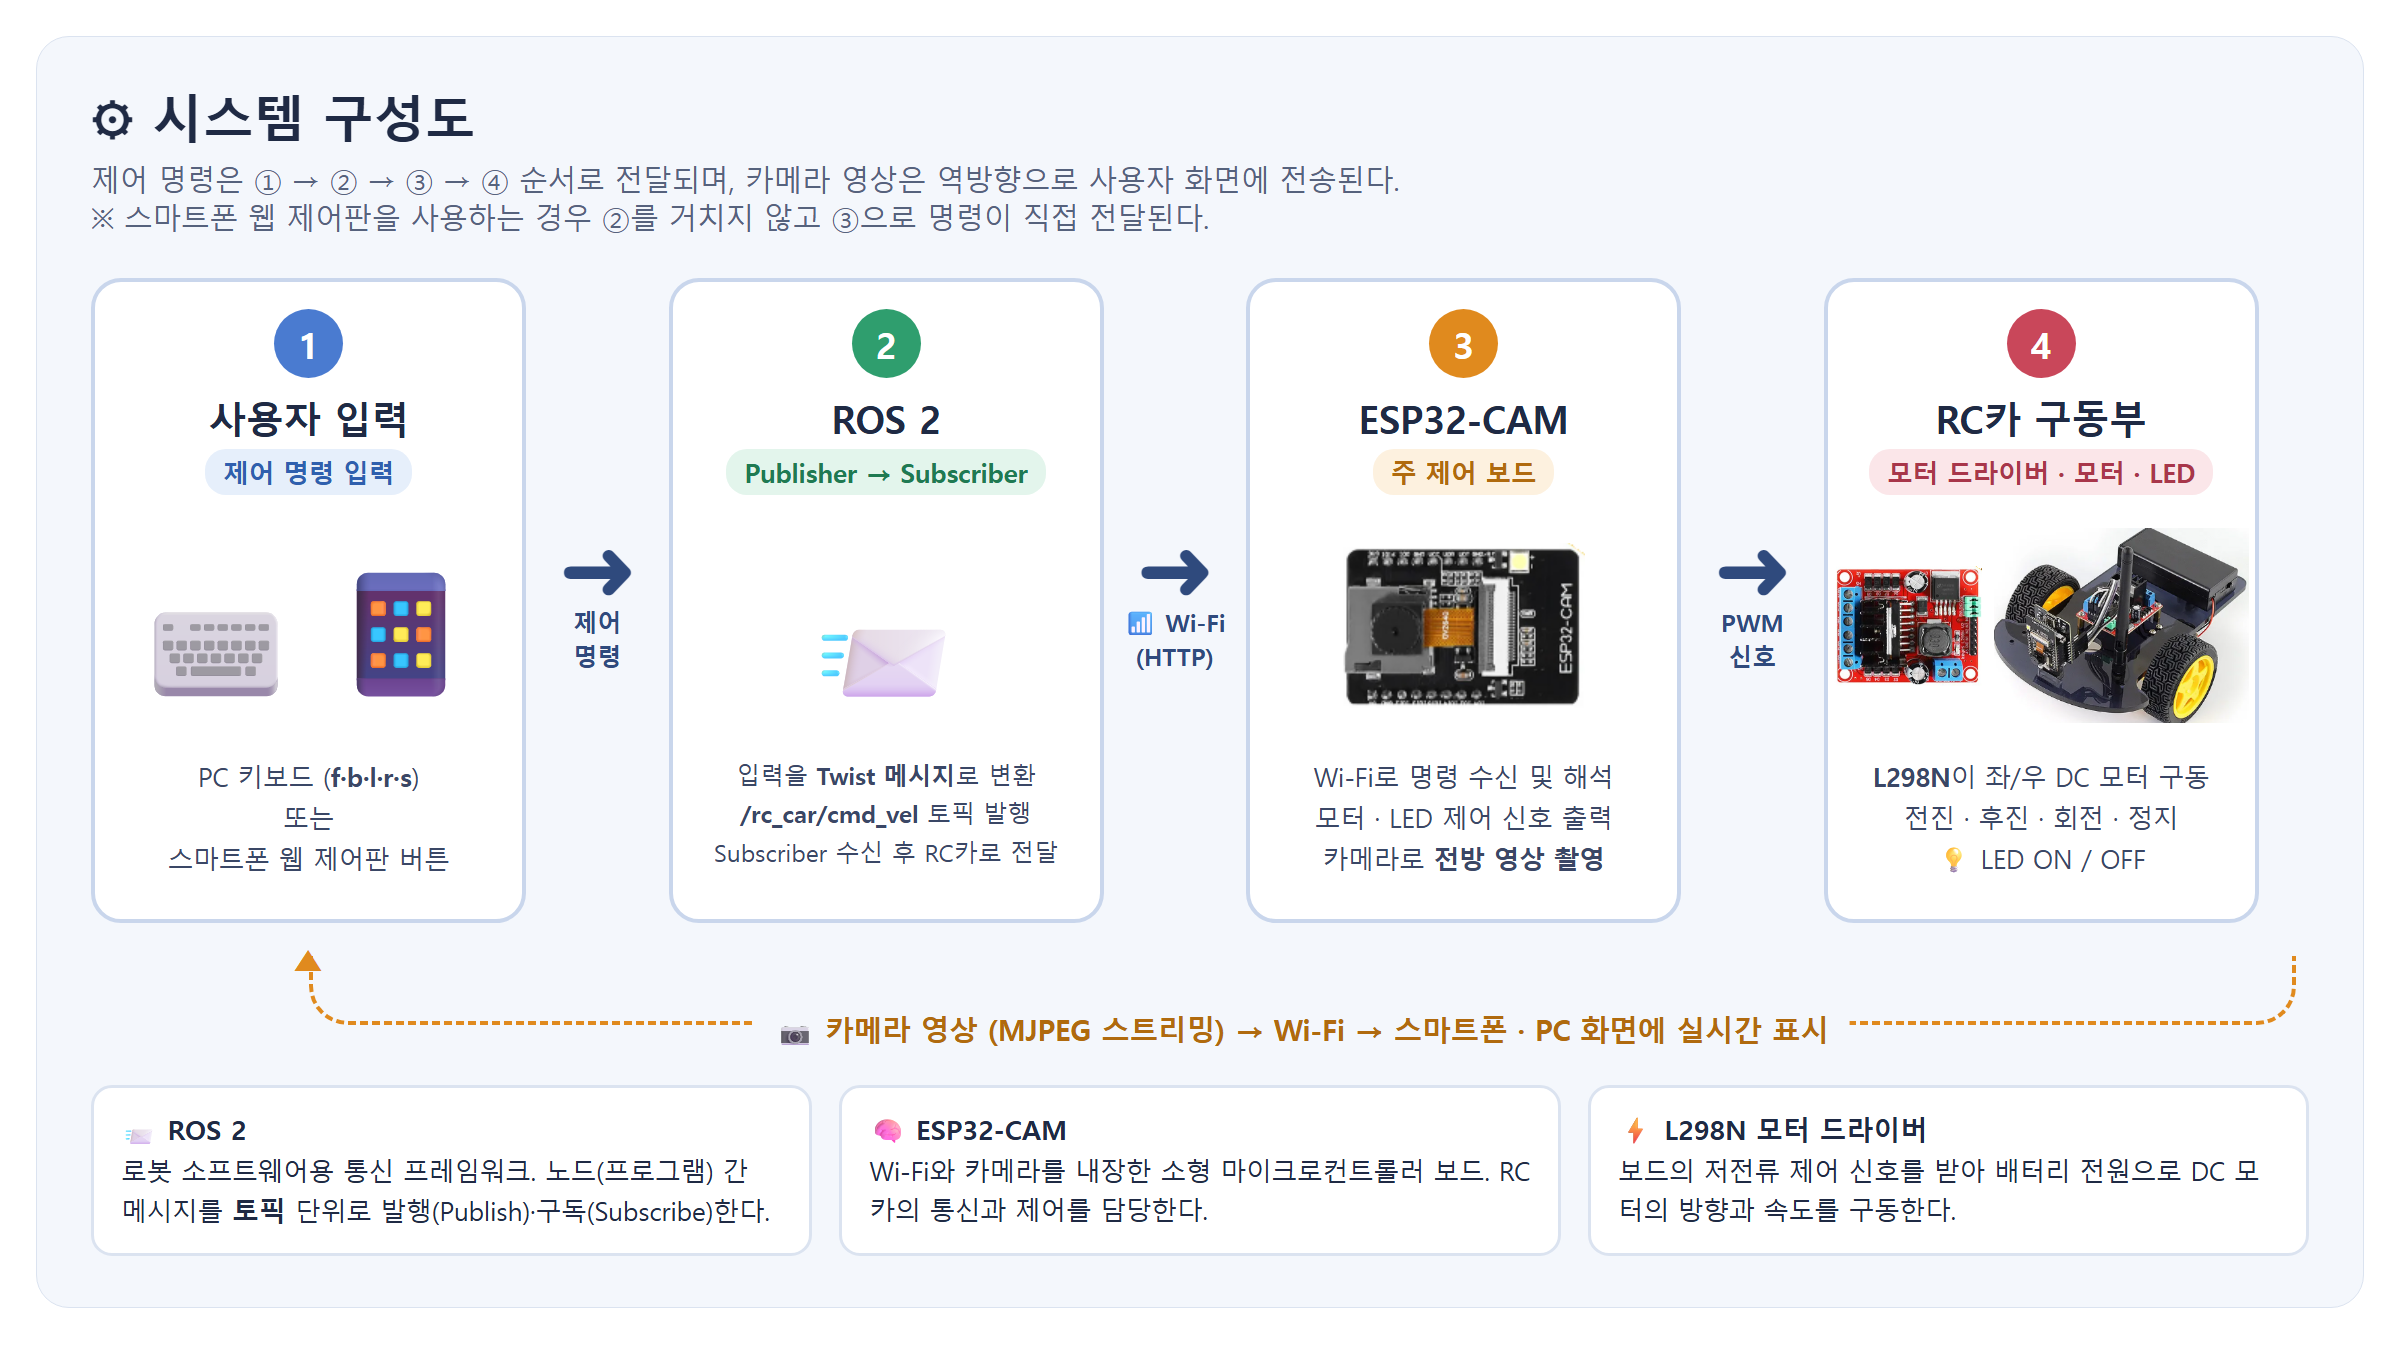 시스템 구성도
제어 명령은 ① → ② → ③ → ④ 순서로 전달되며, 카메라 영상은 역방향으로 사용자 화면에 전송된다.
※ 스마트폰 웹 제어판을 사용하는 경우 ②를 거치지 않고 ③으로 명령이 직접 전달된다.
1
사용자 입력
제어 명령 입력
PC 키보드 (f·b·l·r·s)
또는
스마트폰 웹 제어판 버튼
→
제어
명령
2
ROS 2
Publisher → Subscriber
입력을 Twist 메시지로 변환
/rc_car/cmd_vel 토픽 발행
Subscriber 수신 후 RC카로 전달
→
Wi-Fi
(HTTP)
3
ESP32-CAM
주 제어 보드
ESP32-CAM
Wi-Fi로 명령 수신 및 해석
모터 · LED 제어 신호 출력
카메라로 전방 영상 촬영
→
PWM
신호
4
RC카 구동부
모터 드라이버 · 모터 · LED
L298N이 좌/우 DC 모터 구동
전진 · 후진 · 회전 · 정지
LED ON / OFF
카메라 영상 (MJPEG 스트리밍) → Wi-Fi → 스마트폰 · PC 화면에 실시간 표시
ROS 2
로봇 소프트웨어용 통신 프레임워크. 노드(프로그램) 간
메시지를 토픽 단위로 발행(Publish)·구독(Subscribe)한다.
ESP32-CAM
Wi-Fi와 카메라를 내장한 소형 마이크로컨트롤러 보드. RC
카의 통신과 제어를 담당한다.
L298N 모터 드라이버
보드의 저전류 제어 신호를 받아 배터리 전원으로 DC 모
터의 방향과 속도를 구동한다.